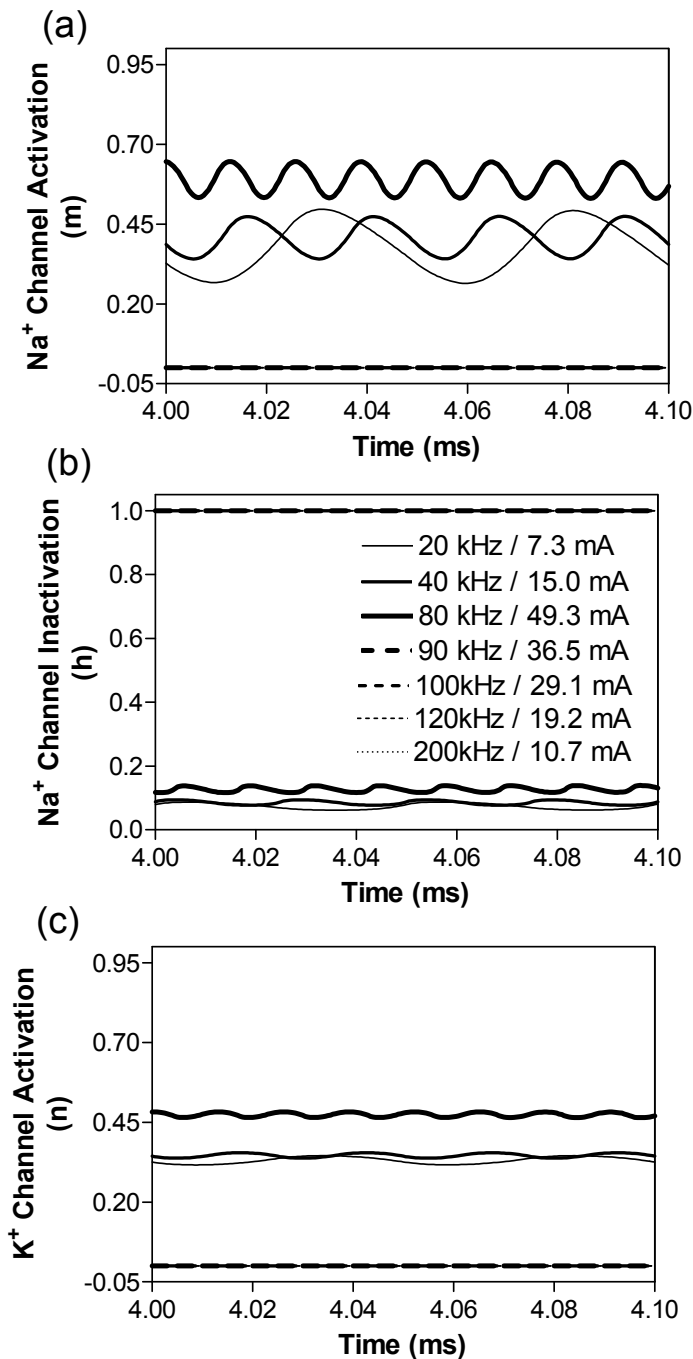 (a)
Na+ Channel Activation
(m)
0.95
0.70
0.45
0.20
-0.05
4.00 4.02 4.04 4.06 4.08 4.10
Time (ms)
(b)
Na+ Channel Inactivation
(h)
1.0
0.8
0.6
0.4
0.2
0.0
20 kHz / 7.3 mA
40 kHz / 15.0 mA
80 kHz / 49.3 mA
90 kHz / 36.5 mA
100kHz / 29.1 mA
120kHz / 19.2 mA
200kHz / 10.7 mA
4.00 4.02 4.04 4.06 4.08 4.10
Time (ms)
(c)
K+ Channel Activation
(n)
0.95
0.70
0.45
0.20
-0.05
4.00 4.02 4.04 4.06 4.08 4.10
Time (ms)